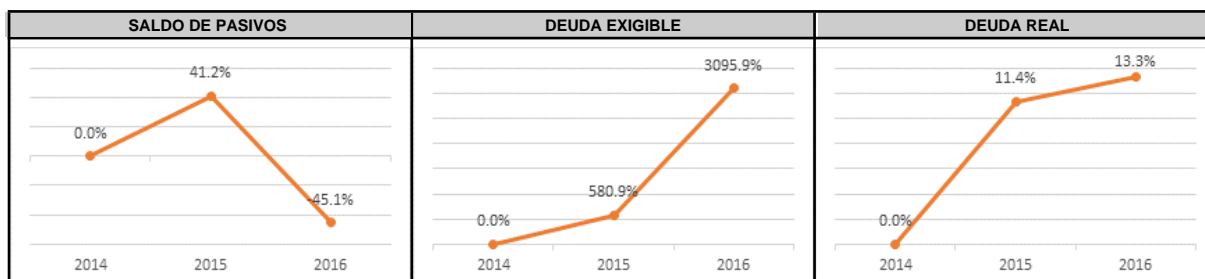 SALDO DE PASIVOS
41.2%
0.0%
-45.1%
2014 2015 2016
DEUDA EXIGIBLE
3095.9%
580.9%
0.0%
2014 2015 2016
DEUDA REAL
13.3%
11.4%
0.0%
2014 2015 2016